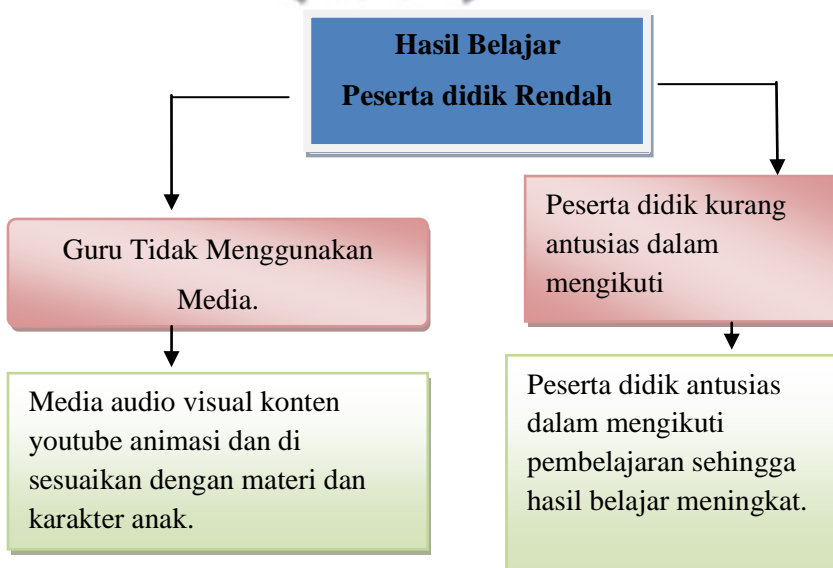 Hasil Belajar
Peserta didik Rendah
Guru Tidak Menggunakan
Media.
Peserta didik kurang
antusias dalam
mengikuti
Media audio visual konten
youtube animasi dan di
sesuaikan dengan materi dan
karakter anak.
Peserta didik antusias
dalam mengikuti
pembelajaran sehingga
hasil belajar meningkat.